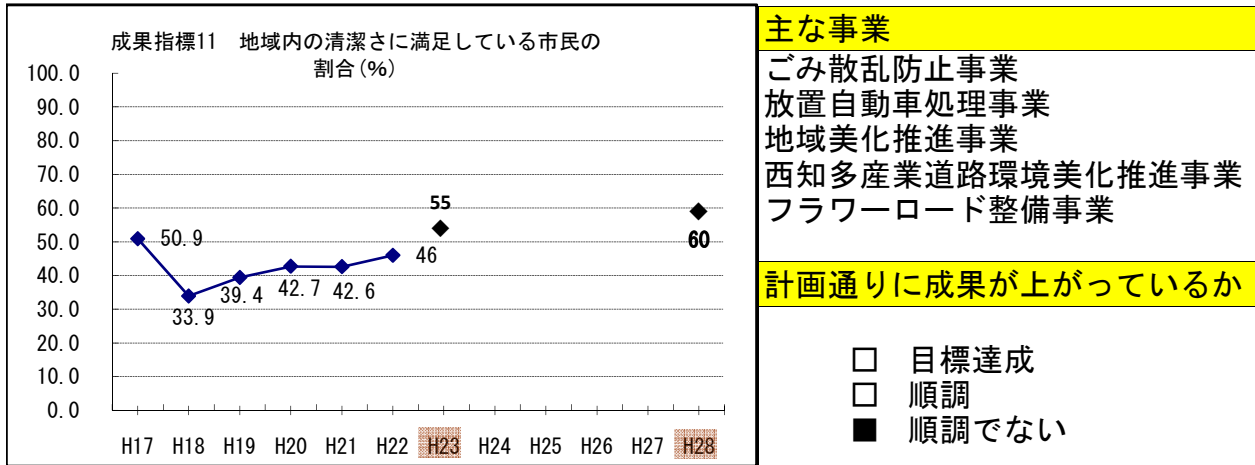 成果指標11　地域内の清潔さに満足している市民の
割合(%)
100.0
90.0
80.0
70.0
60.0
50.0
40.0
30.0
20.0
10.0
0.0
50.9
33.9
39.4
42.7
42.6
46
55
60
H17 H18 H19 H20 H21 H22 H23 H24 H25 H26 H27 H28
主な事業
ごみ散乱防止事業
放置自動車処理事業
地域美化推進事業
西知多産業道路環境美化推進事業
フラワーロード整備事業
計画通りに成果が上がっているか
□　目標達成
□　順調
■　順調でない